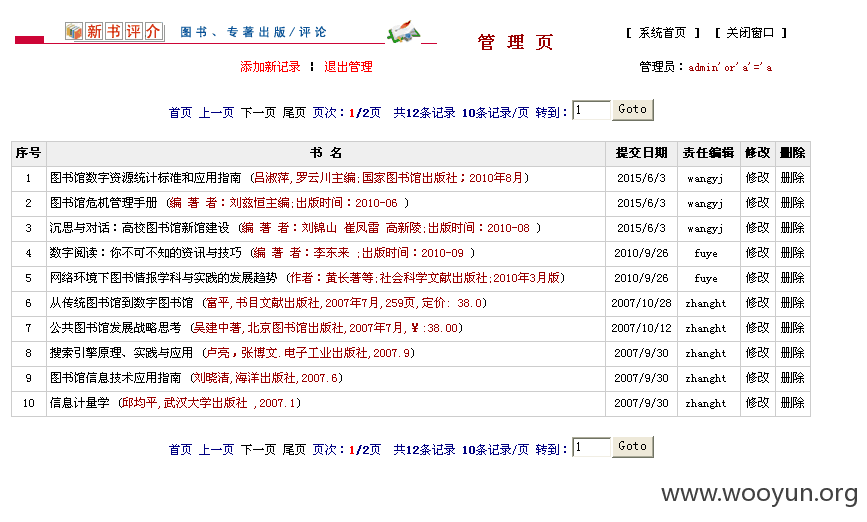 新书评介 图书、专著出版/评论 管 理 页 [ 系统首页 ] [ 关闭窗口 ]
添加新记录 ┇ 退出管理 管理员：admin'or'a'='a
首页 上一页 下一页 尾页 页次：1/2页 共12条记录 10条记录/页 转到： 1 Goto
序号 书 名 提交日期 责任编辑 修改 删除
1 图书馆数字资源统计标准和应用指南 (吕淑萍,罗云川主编;国家图书馆出版社；2010年8月) 2015/6/3 wangyj 修改 删除
2 图书馆危机管理手册 (编 著 者：刘兹恒主编;出版时间：2010-06 ) 2015/6/3 wangyj 修改 删除
3 沉思与对话：高校图书馆新馆建设 (编 著 者：刘锦山 崔凤雷 高新陵;出版时间：2010-08 ) 2015/6/3 wangyj 修改 删除
4 数字阅读：你不可不知的资讯与技巧 (编 著 者：李东来 ;出版时间：2010-09 ) 2010/9/26 fuye 修改 删除
5 网络环境下图书情报学科与实践的发展趋势 (作者：黄长著等;社会科学文献出版社;2010年3月版) 2010/9/26 fuye 修改 删除
6 从传统图书馆到数字图书馆 (富平,书目文献出版社,2007年7月,259页,定价: 38.0) 2007/10/28 zhanght 修改 删除
7 公共图书馆发展战略思考 (吴建中著,北京图书馆出版社,2007年7月,￥:38.00) 2007/10/12 zhanght 修改 删除
8 搜索引擎原理、实践与应用 (卢亮，张博文.电子工业出版社,2007.9) 2007/9/30 zhanght 修改 删除
9 图书馆信息技术应用指南 (刘晓清,海洋出版社,2007.6) 2007/9/30 zhanght 修改 删除
10 信息计量学 (邱均平,武汉大学出版社 ,2007.1) 2007/9/30 zhanght 修改 删除
首页 上一页 下一页 尾页 页次：1/2页 共12条记录 10条记录/页 转到： 1 Goto
www.wooyun.org